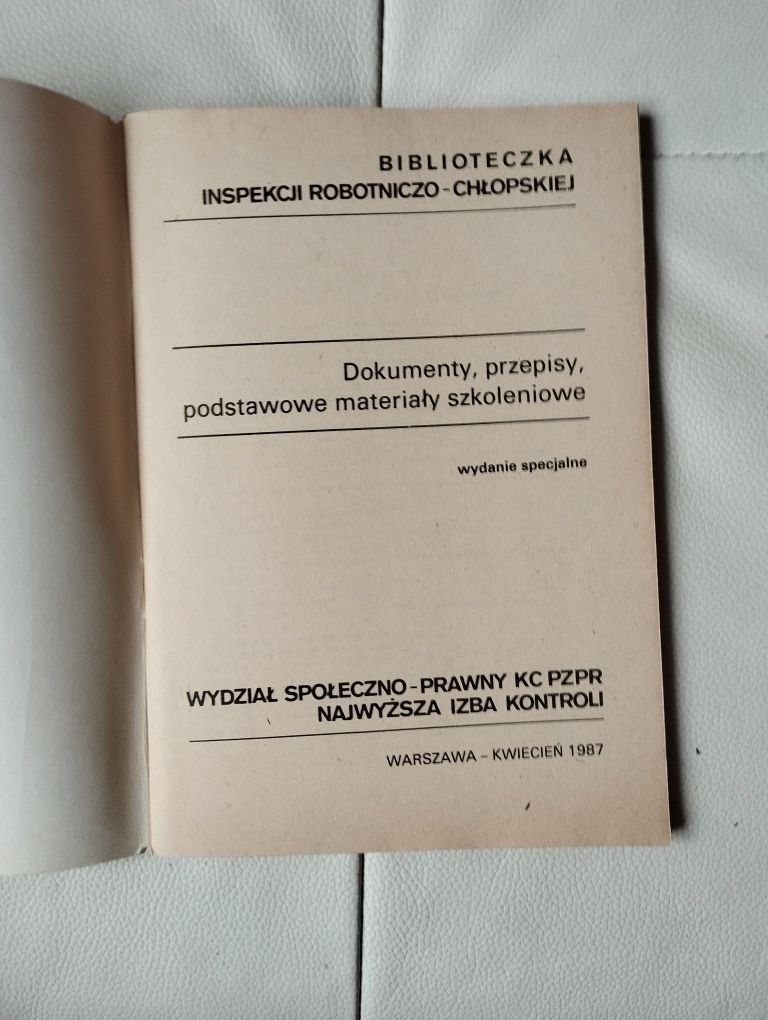 BIBLIOTECZKA
INSPEKCJI ROBOTNICZO-CHŁOPSKIEJ
Dokumenty, przepisy,
podstawowe materiały szkoleniowe
wydanie specjalne
WYDZIAŁ SPOŁECZNO-PRAWNY KC PZPR
NAJWYŻSZA IZBA KONTROLI
WARSZAWA – KWIECIEŃ 1987